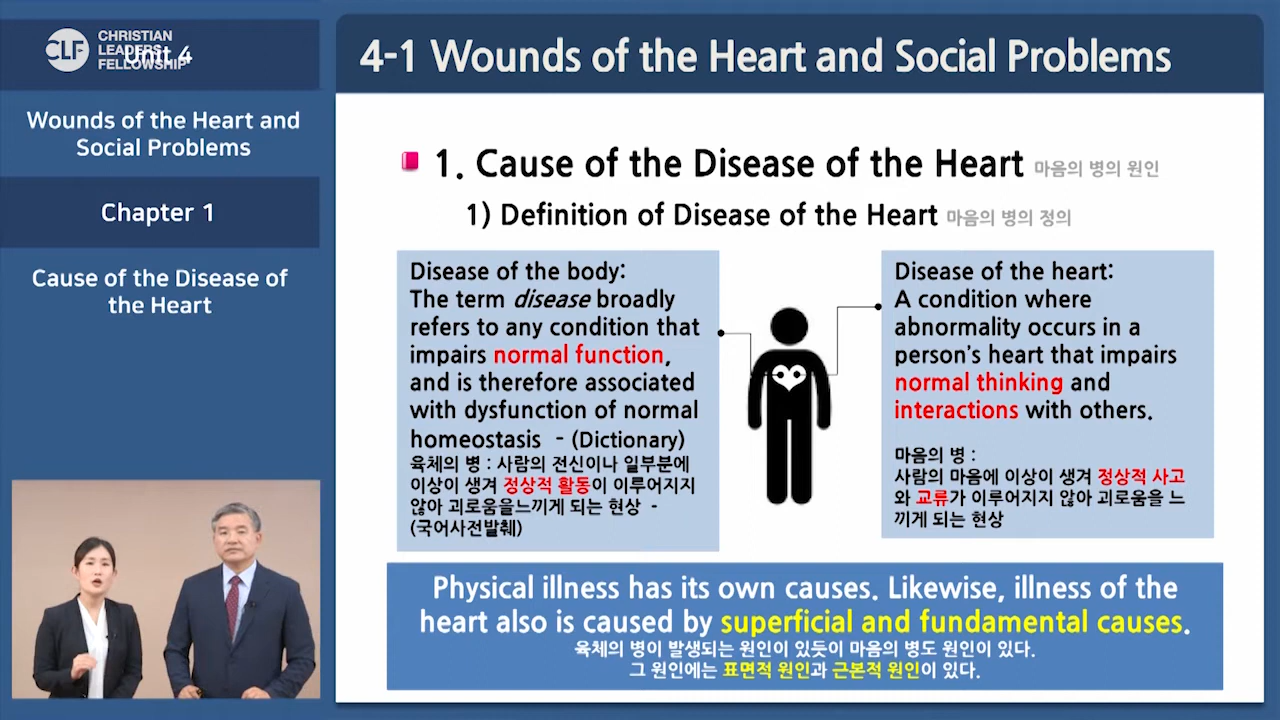 CLF
CHRISTIAN
LEADERS
FELLOWSHIP
Unit 4
Wounds of the Heart and
Social Problems
Chapter 1
Cause of the Disease of
the Heart
4-1 Wounds of the Heart and Social Problems
1. Cause of the Disease of the Heart 마음의 병의 원인
1) Definition of Disease of the Heart 마음의 병의 정의
Disease of the body:
The term disease broadly
refers to any condition that
impairs normal function,
and is therefore associated
with dysfunction of normal
homeostasis - (Dictionary)
육체의 병 : 사람의 전신이나 일부분에
이상이 생겨 정상적 활동이 이루어지지
않아 괴로움을느끼게 되는 현상 -
(국어사전발췌)
Disease of the heart:
A condition where
abnormality occurs in a
person's heart that impairs
normal thinking and
interactions with others.
마음의 병 :
사람의 마음에 이상이 생겨 정상적 사고
와 교류가 이루어지지 않아 괴로움을 느
끼게 되는 현상
Physical illness has its own causes. Likewise, illness of the
heart also is caused by superficial and fundamental causes.
육체의 병이 발생되는 원인이 있듯이 마음의 병도 원인이 있다.
그 원인에는 표면적 원인과 근본적 원인이 있다.